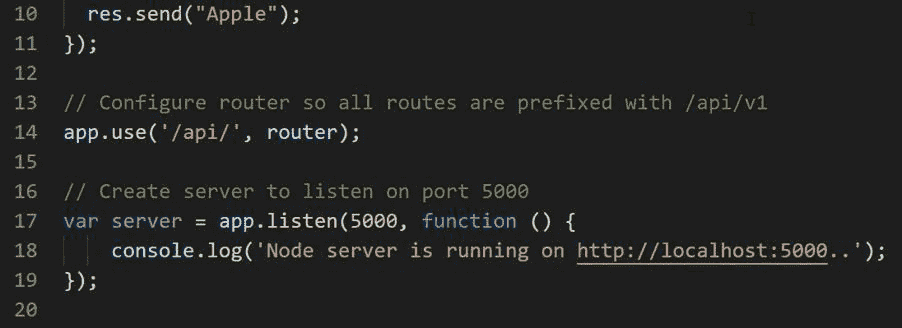 10 res.send("Apple");
11 });
12
13 // Configure router so all routes are prefixed with /api/v1
14 app.use('/api/', router);
15
16 // Create server to listen on port 5000
17 var server = app.listen(5000, function () {
18 console.log('Node server is running on http://localhost:5000..');
19 });
20